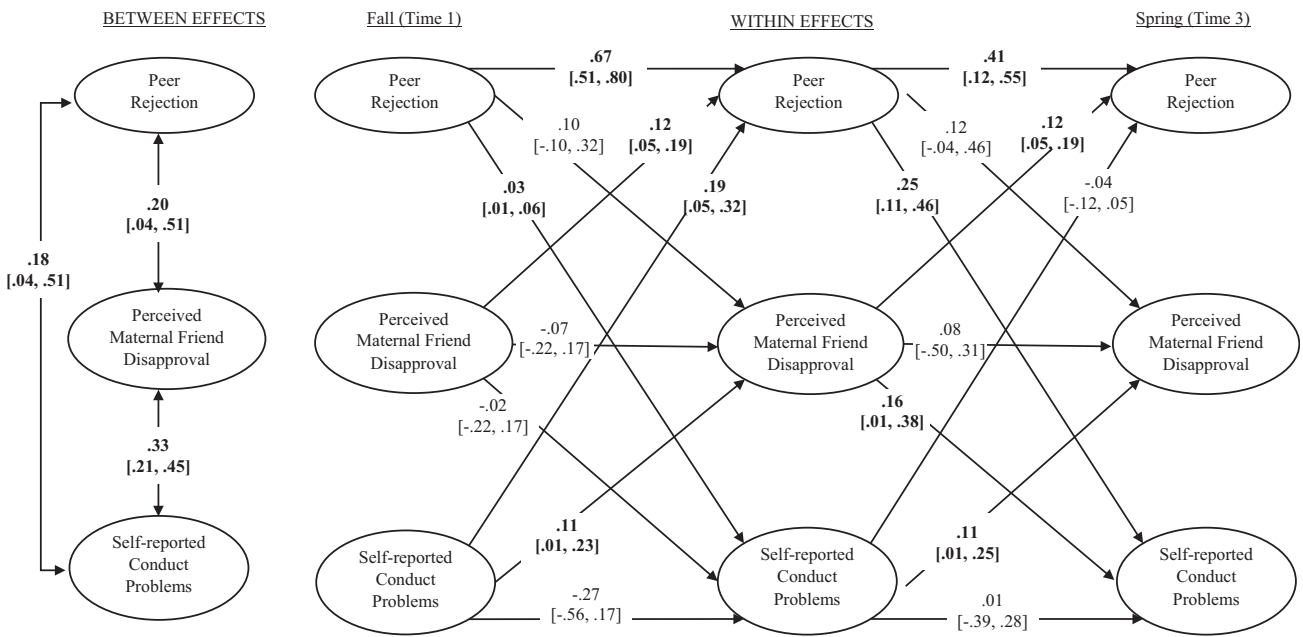 BETWEEN EFFECTS
Fall (Time 1)
WITHIN EFFECTS
Spring (Time 3)
Peer
Rejection
.20
[.04, .51]
.18
[.04, .51]
Perceived
Maternal Friend
Disapproval
.33
[.21, .45]
Self-reported
Conduct
Problems
Peer
Rejection
.67
[.51, .80]
Peer
Rejection
.41
[.12, .55]
Peer
Rejection
.10
[-.10, .32]
.12
[.05, .19]
.03
[.01, .06]
.19
[.05, .32]
.12
[-.04, .46]
.12
[.05, .19]
.25
[.11, .46]
-.04
[-.12, .05]
Perceived
Maternal Friend
Disapproval
-.07
[-.22, .17]
Perceived
Maternal Friend
Disapproval
.08
[-.50, .31]
Perceived
Maternal Friend
Disapproval
-.02
[-.22, .17]
.16
[.01, .38]
.11
[.01, .23]
.11
[.01, .25]
Self-reported
Conduct
Problems
-.27
[-.56, .17]
Self-reported
Conduct
Problems
.01
[-.39, .28]
Self-reported
Conduct
Problems